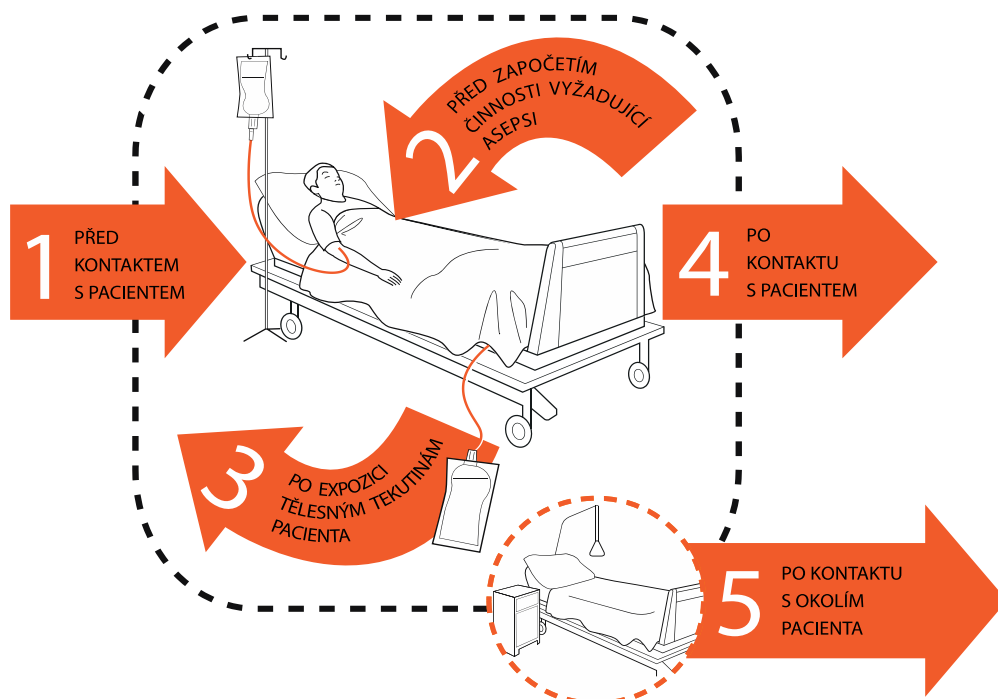 1
PŘED
KONTAKTEM
S PACIENTEM
2
PŘED ZAPOČETÍM
ČINNOSTI VYŽADUJÍCÍ
ASEPSI
3
PO EXPOZICI
TĚLESNÝM TEKUTINÁM
PACIENTA
4
PO
KONTAKTU
S PACIENTEM
5
PO KONTAKTU
S OKOLÍM
PACIENTA